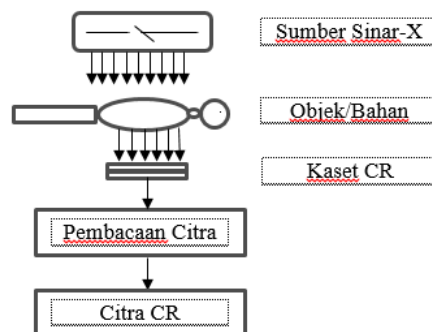 Sumber Sinar-X
Objek/Bahan
Kaset CR
Pembacaan Citra
Citra CR